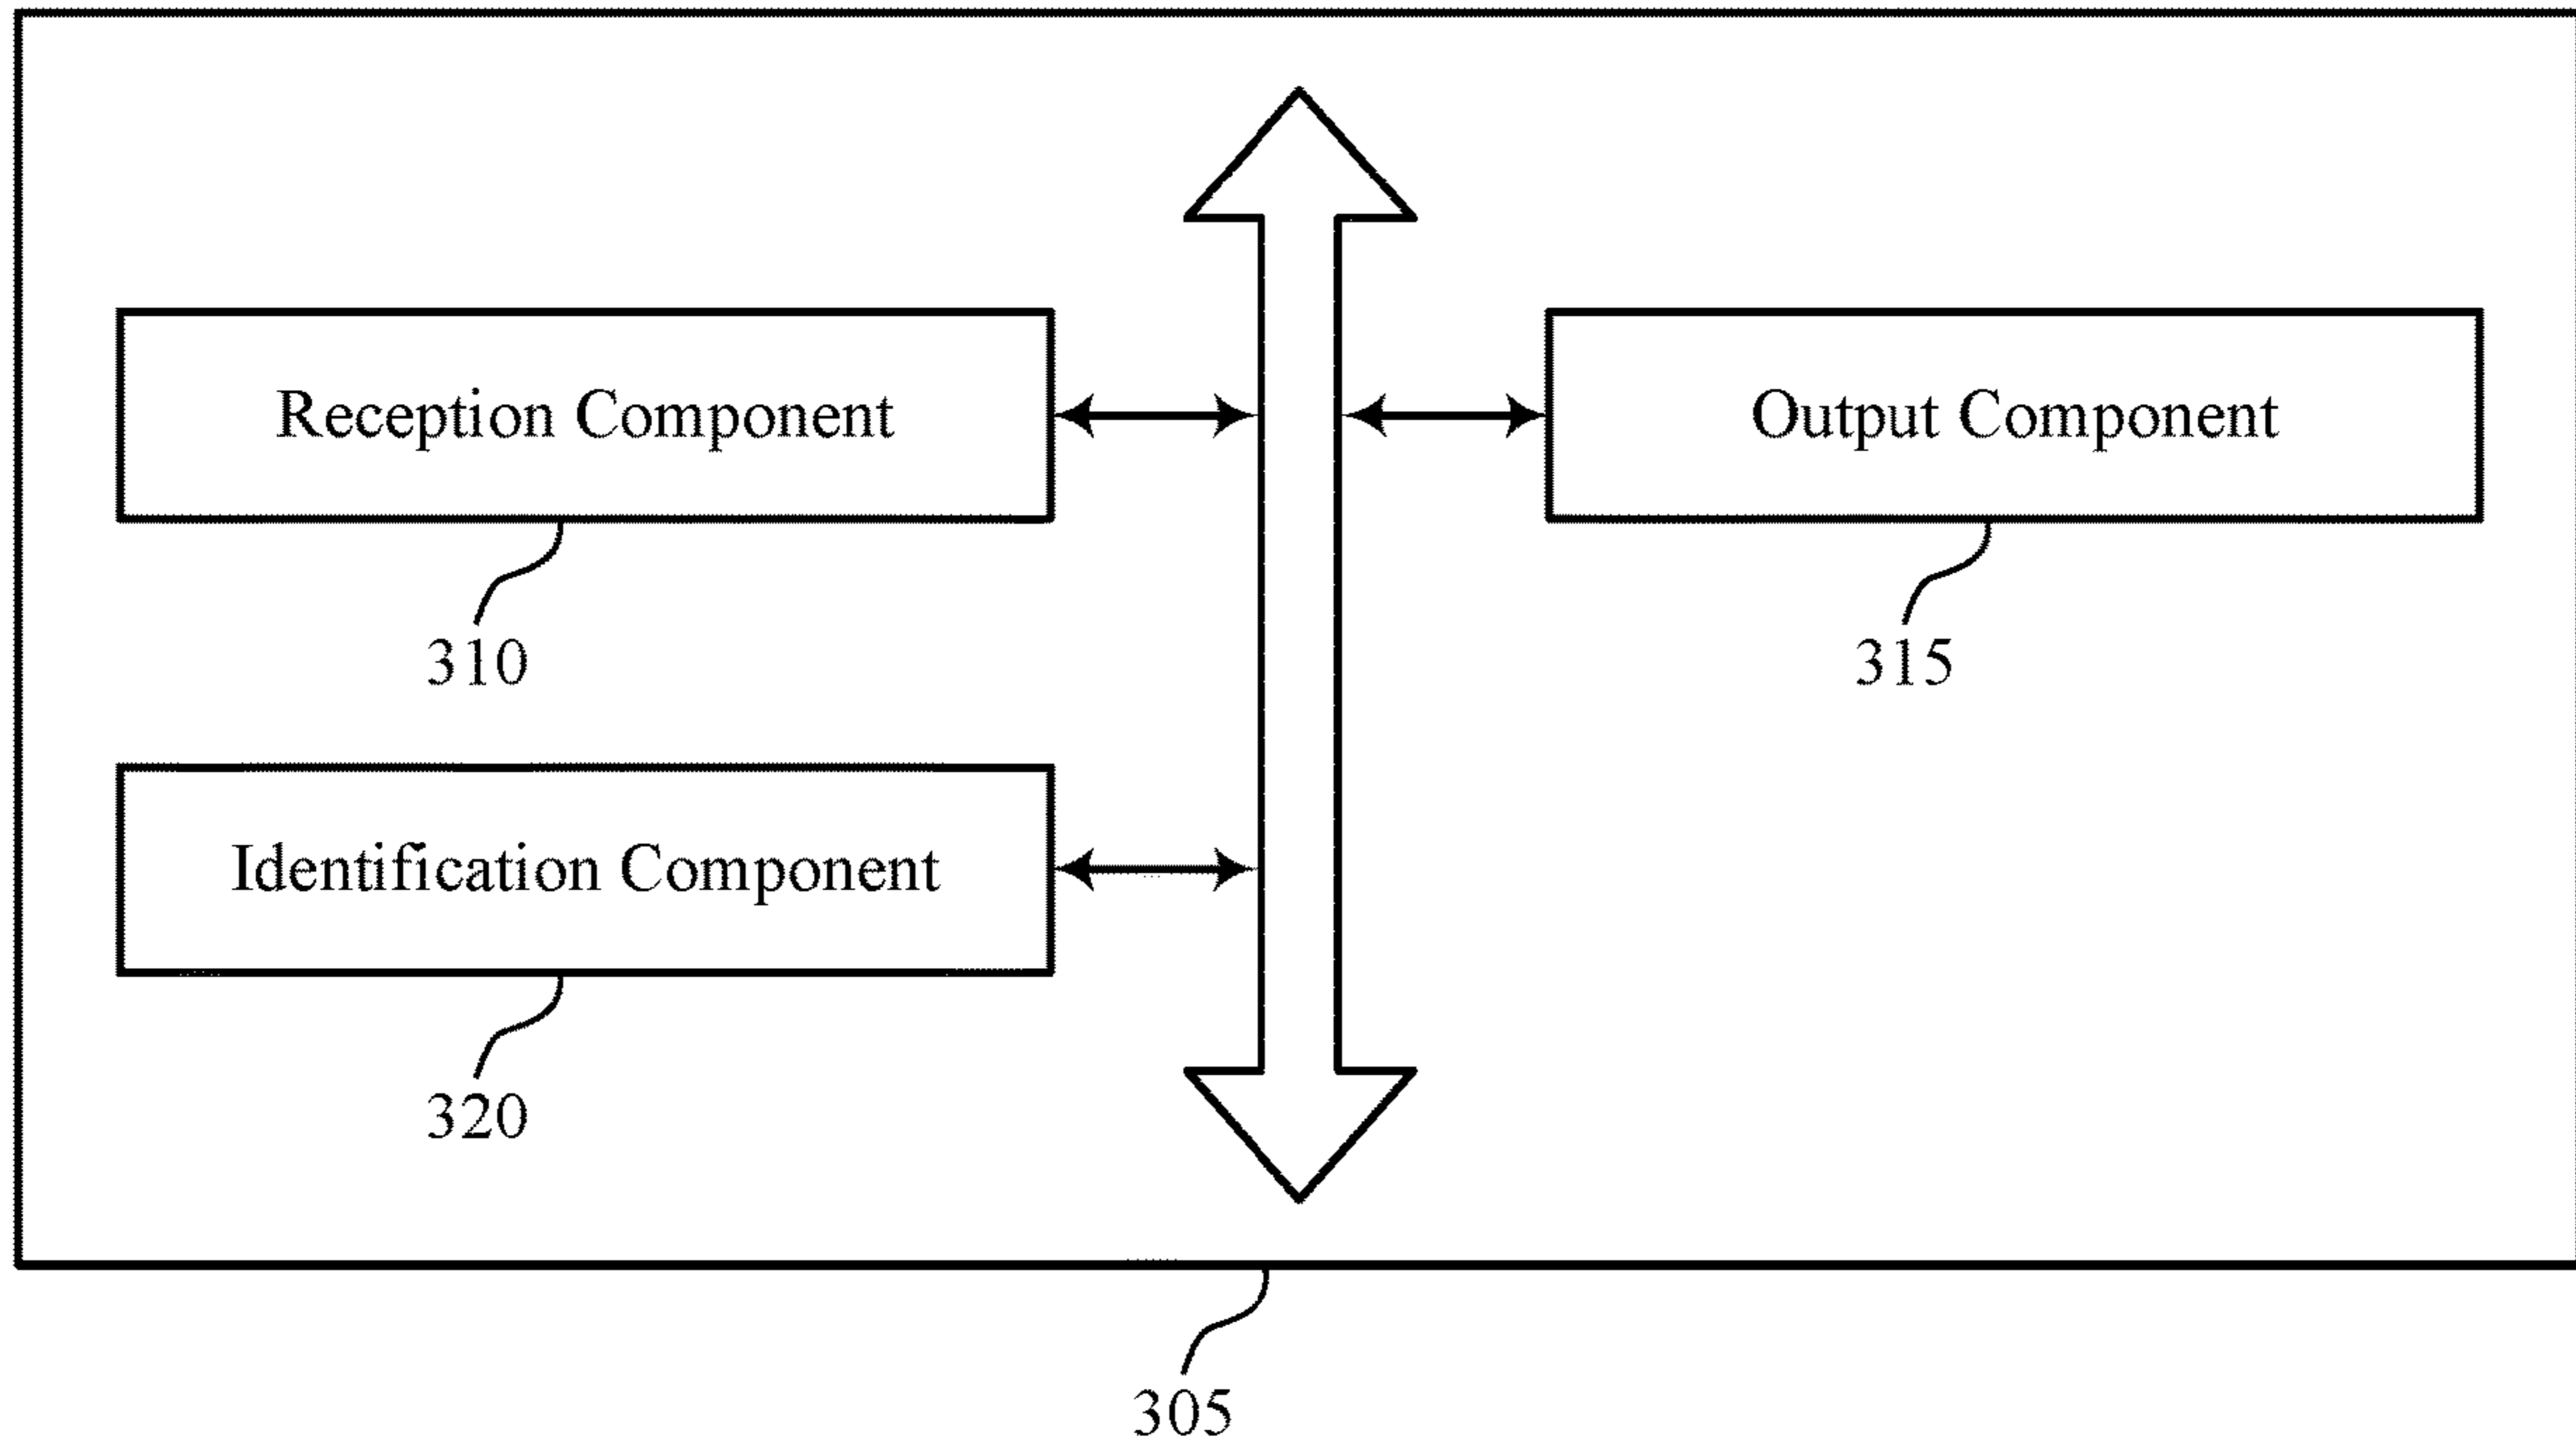 Reception Component
Output Component
310
315
Identification Component
320
305